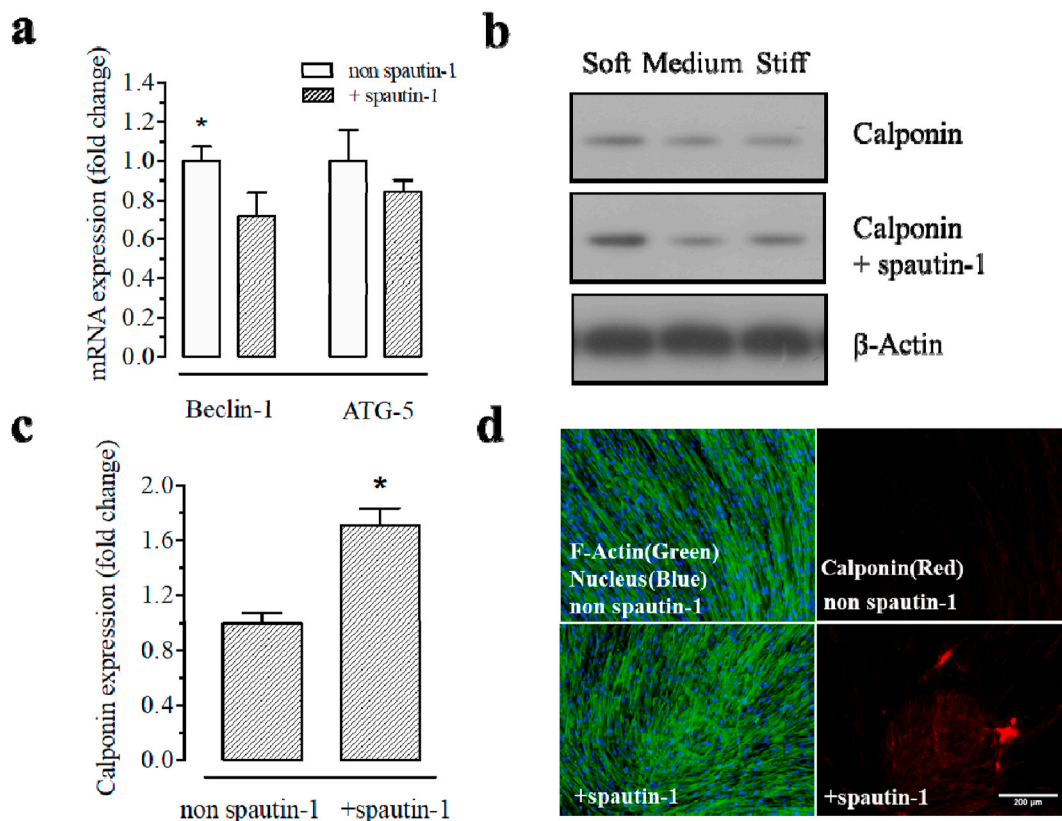 a
mRNA expression (fold change)
1.4
1.2
1.0
0.8
0.6
0.4
0.2
0.0
*
non spautin-1
+ spautin-1
Beclin-1 ATG-5
b
Soft Medium Stiff
Calponin
Calponin
+ spautin-1
β-Actin
c
Calponin expression (fold change)
2.0
1.6
1.2
0.8
0.4
0.0
*
non spautin-1 +spautin-1
d
F-Actin(Green)
Nucleus(Blue)
non spautin-1
Calponin(Red)
non spautin-1
+spautin-1
+spautin-1
200 μm